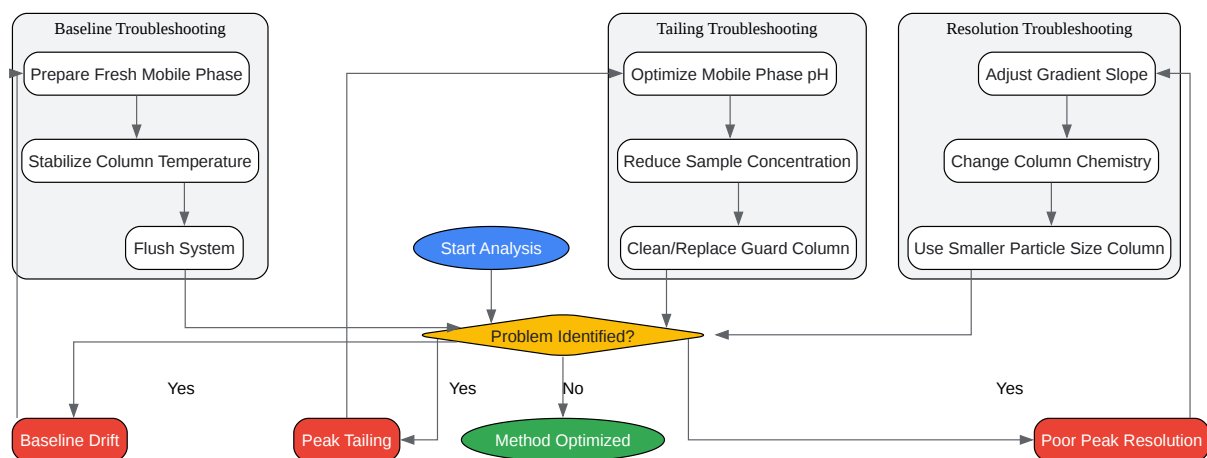 Baseline Troubleshooting
Tailing Troubleshooting
Resolution Troubleshooting
Prepare Fresh Mobile Phase
Optimize Mobile Phase pH
Adjust Gradient Slope
Stabilize Column Temperature
Reduce Sample Concentration
Change Column Chemistry
Flush System
Start Analysis
Clean/Replace Guard Column
Use Smaller Particle Size Column
Problem Identified?
Yes
Yes
No
Yes
Baseline Drift
Peak Tailing
Method Optimized
Poor Peak Resolution